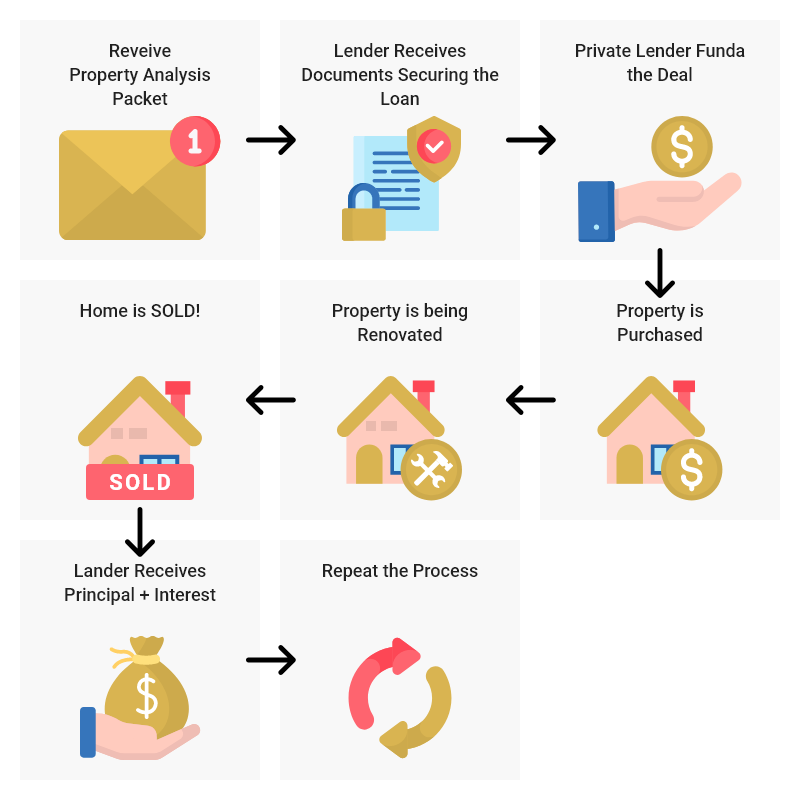 Reveive
Property Analysis
Packet
1
Lender Receives
Documents Securing the
Loan
Private Lender Funda
the Deal
$
Property is
Purchased
$
Property is being
Renovated
Home is SOLD!
SOLD
Lander Receives
Principal + Interest
$
Repeat the Process